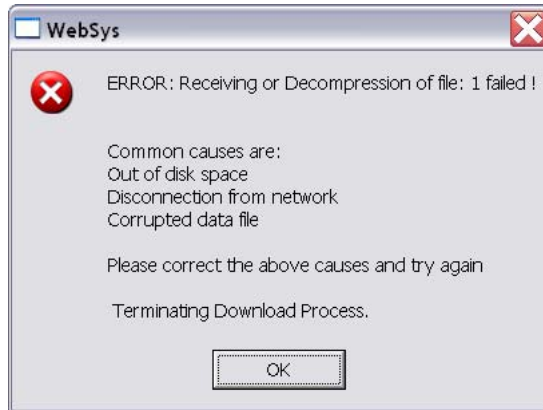 WebSys
ERROR: Receiving or Decompression of file: 1 failed !
Common causes are:
Out of disk space
Disconnection from network
Corrupted data file
Please correct the above causes and try again
Terminating Download Process.
OK